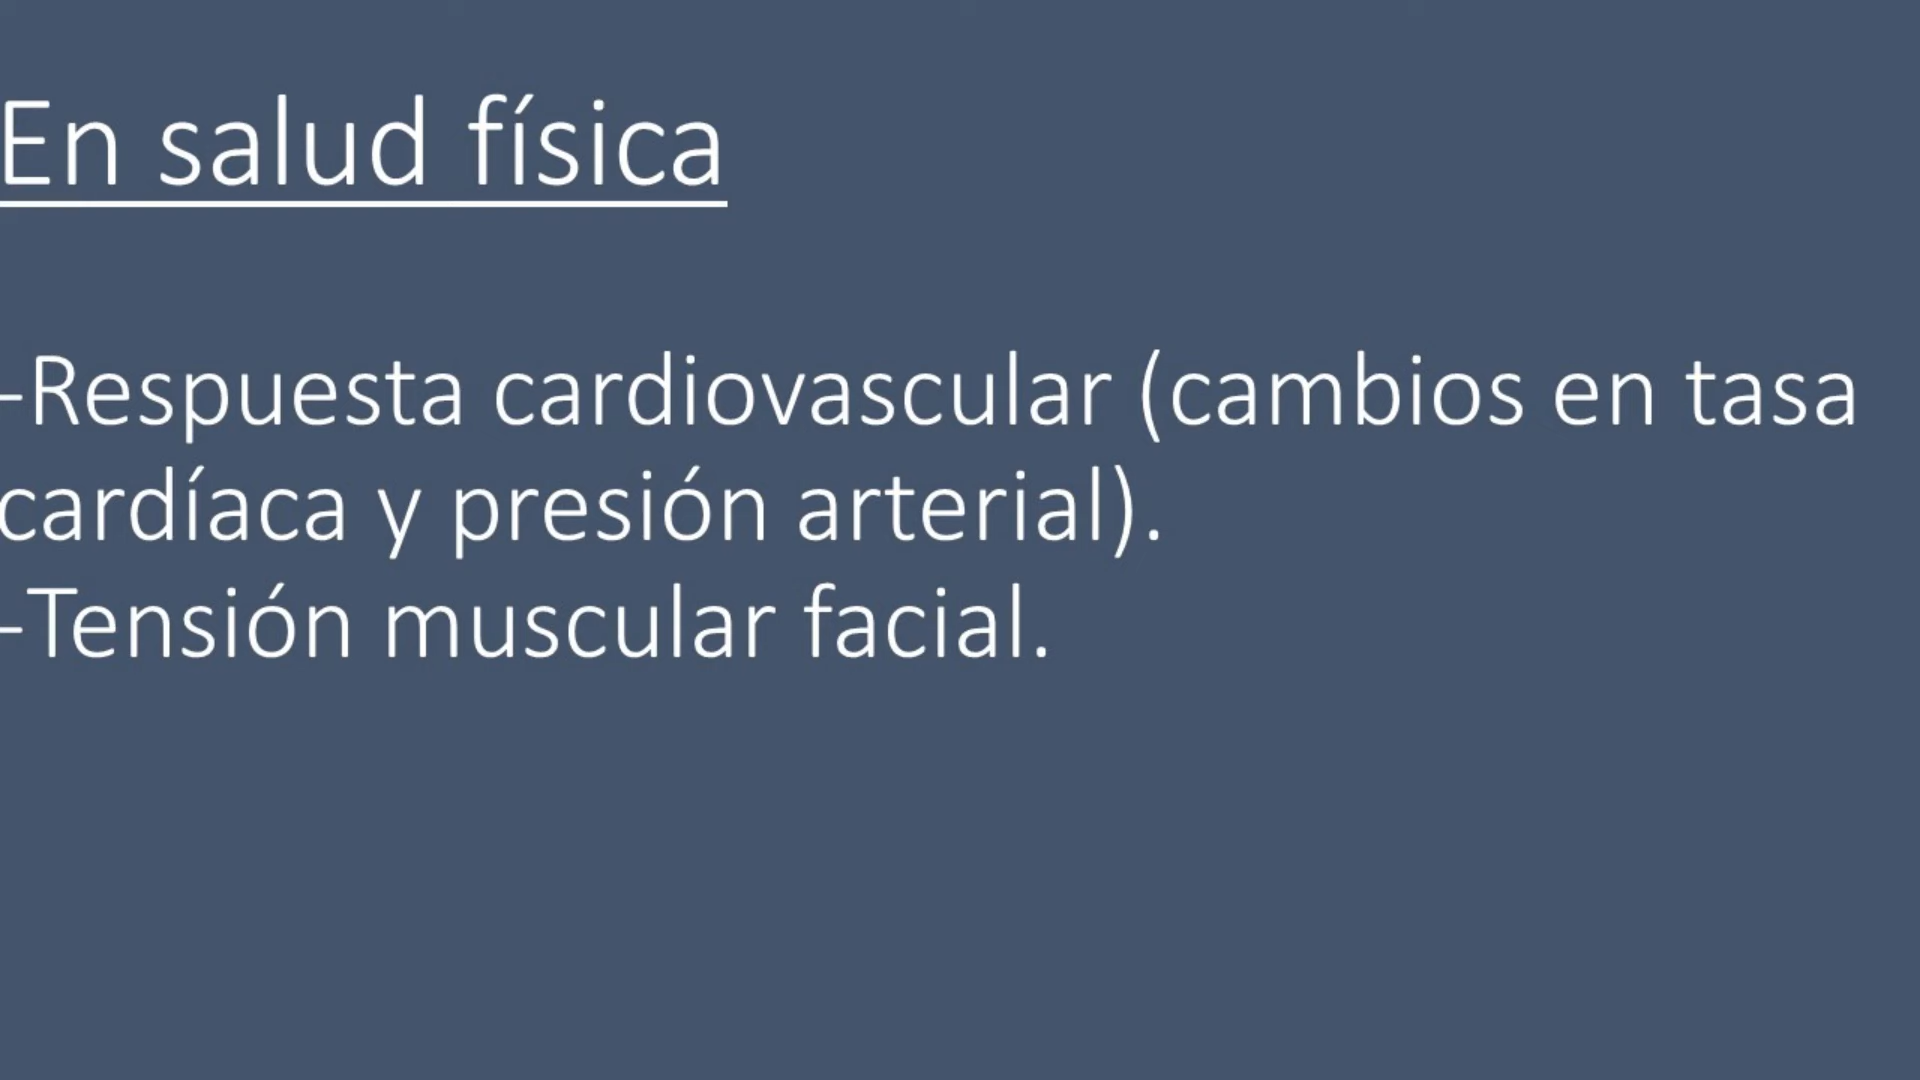 En salud física
-Respuesta cardiovascular (cambios en tasa
cardíaca y presión arterial).
-Tensión muscular facial.